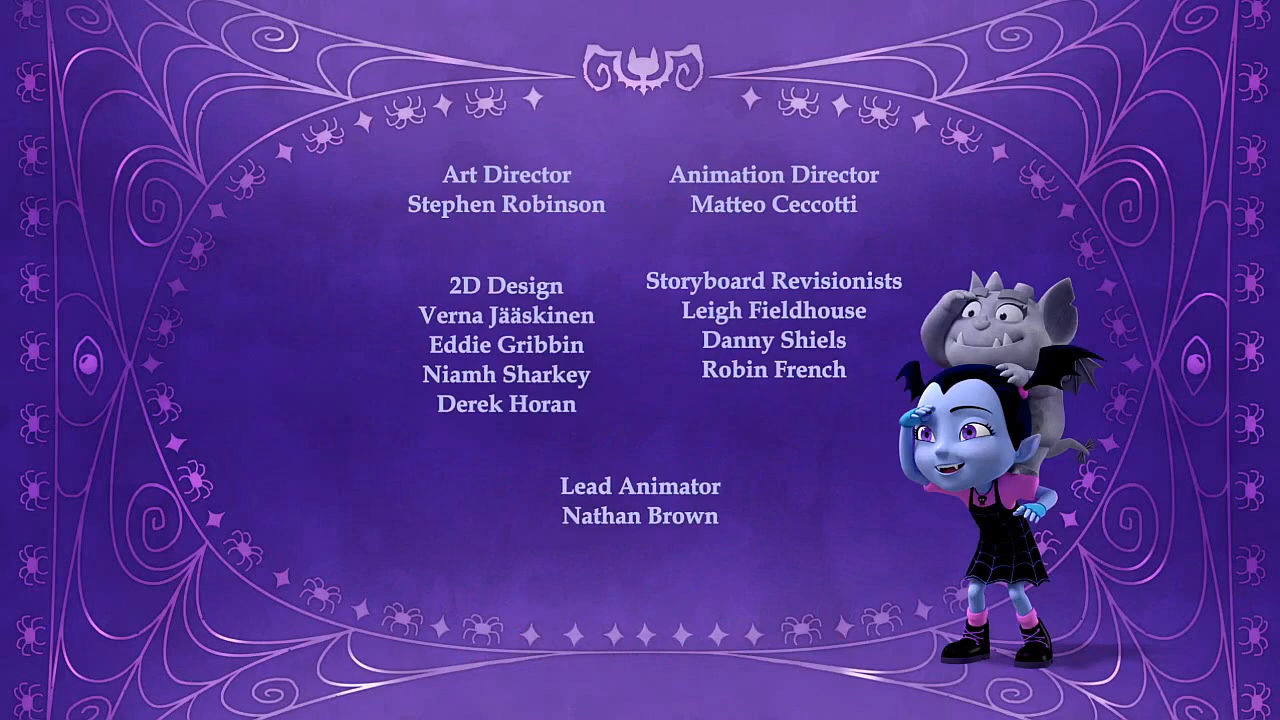 Art Director
Stephen Robinson
Animation Director
Matteo Ceccotti
2D Design
Verna Jääskinen
Eddie Gribbin
Niamh Sharkey
Derek Horan
Storyboard Revisionists
Leigh Fieldhouse
Danny Shiels
Robin French
Lead Animator
Nathan Brown